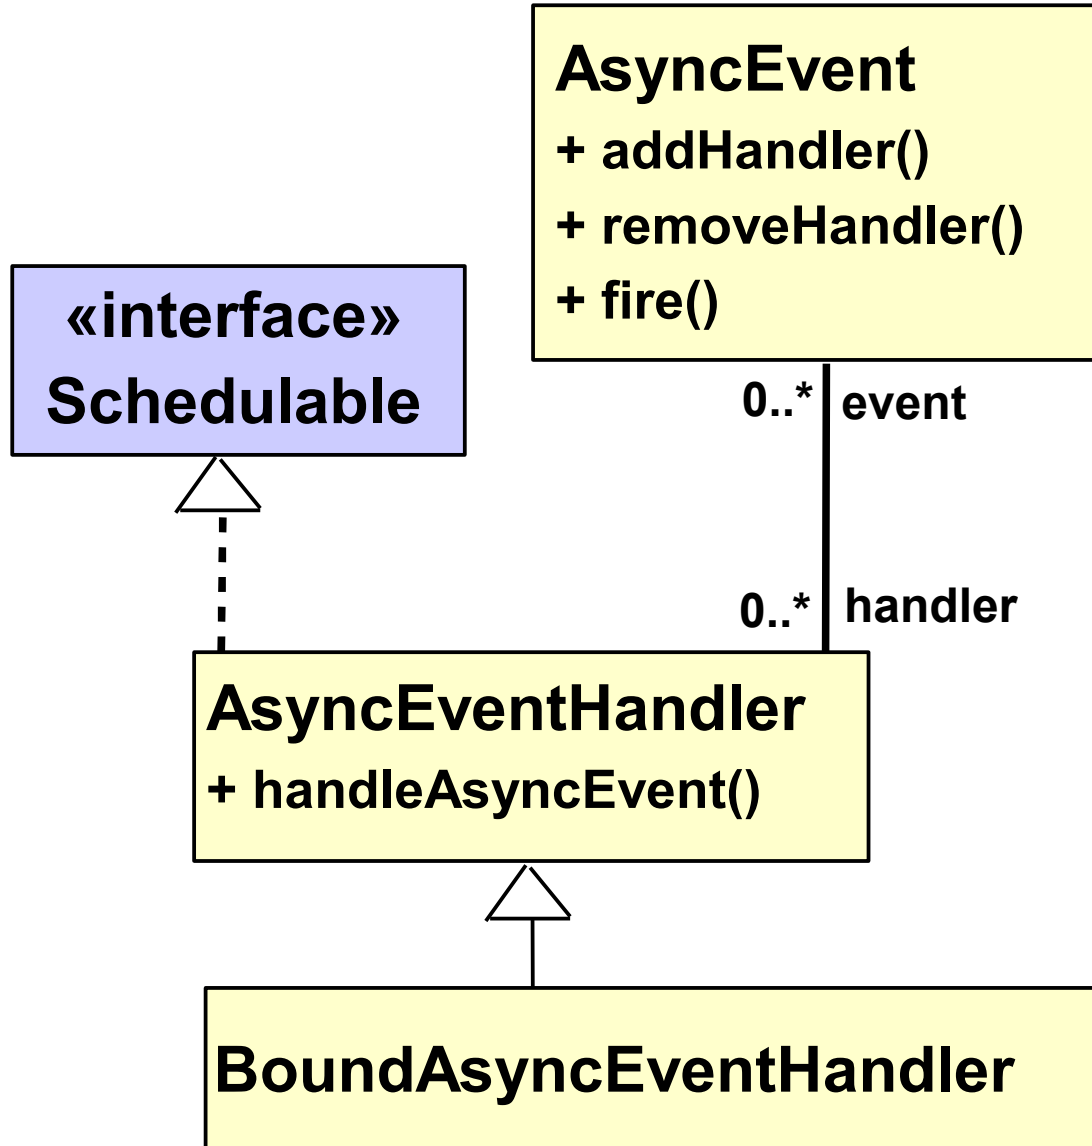 AsyncEvent
+ addHandler()
+ removeHandler()
+ fire()
«interface»
Schedulable
0..* event
0..* handler
AsyncEventHandler
+ handleAsyncEvent()
BoundAsyncEventHandler